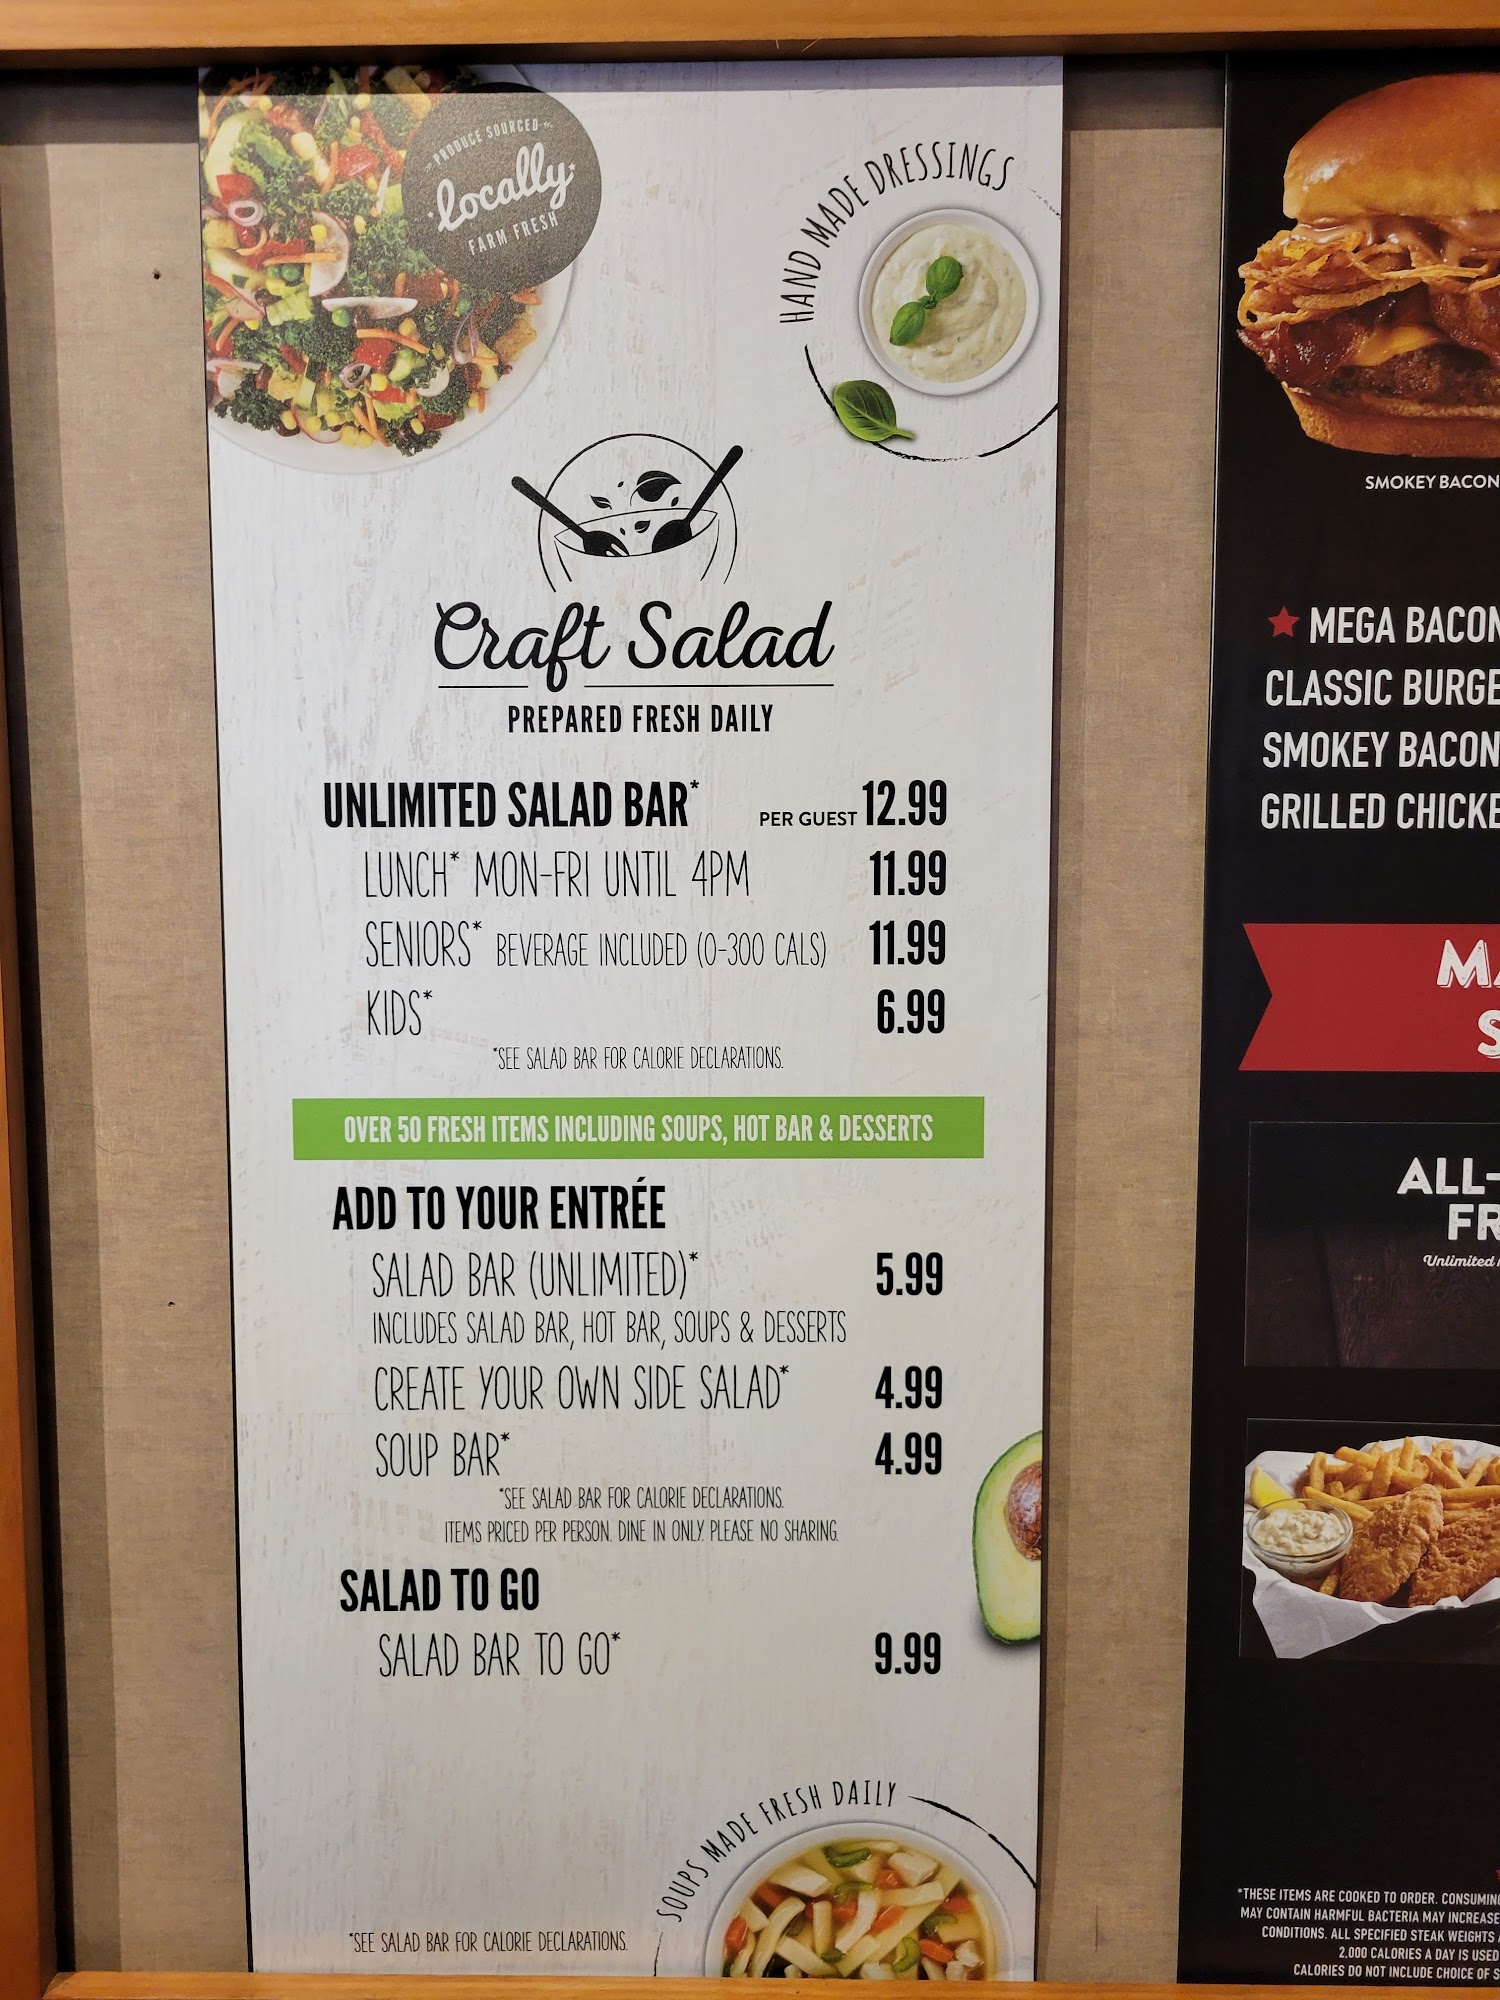 PRODUCE SOURCED
locally
FARM FRESH
HAND MADE DRESSINGS
Craft Salad
PREPARED FRESH DAILY
UNLIMITED SALAD BAR* PER GUEST 12.99
LUNCH* MON-FRI UNTIL 4PM 11.99
SENIORS* BEVERAGE INCLUDED (0-300 CALS) 11.99
KIDS* 6.99
*SEE SALAD BAR FOR CALORIE DECLARATIONS.
OVER 50 FRESH ITEMS INCLUDING SOUPS, HOT BAR & DESSERTS
ADD TO YOUR ENTRÉE
SALAD BAR (UNLIMITED)* 5.99
INCLUDES SALAD BAR, HOT BAR, SOUPS & DESSERTS
CREATE YOUR OWN SIDE SALAD* 4.99
SOUP BAR* 4.99
*SEE SALAD BAR FOR CALORIE DECLARATIONS.
ITEMS PRICED PER PERSON. DINE IN ONLY. PLEASE NO SHARING.
SALAD TO GO
SALAD BAR TO GO* 9.99
SOUPS MADE FRESH DAILY
*SEE SALAD BAR FOR CALORIE DECLARATIONS.
SMOKEY BACON
MEGA BACON
CLASSIC BURGE
SMOKEY BACON
GRILLED CHICKE
MA
S
ALL-
FR
Unlimited
*THESE ITEMS ARE COOKED TO ORDER. CONSUMING
MAY CONTAIN HARMFUL BACTERIA MAY INCREASE
CONDITIONS. ALL SPECIFIED STEAK WEIGHTS
2,000 CALORIES A DAY IS USED
CALORIES DO NOT INCLUDE CHOICE OF S